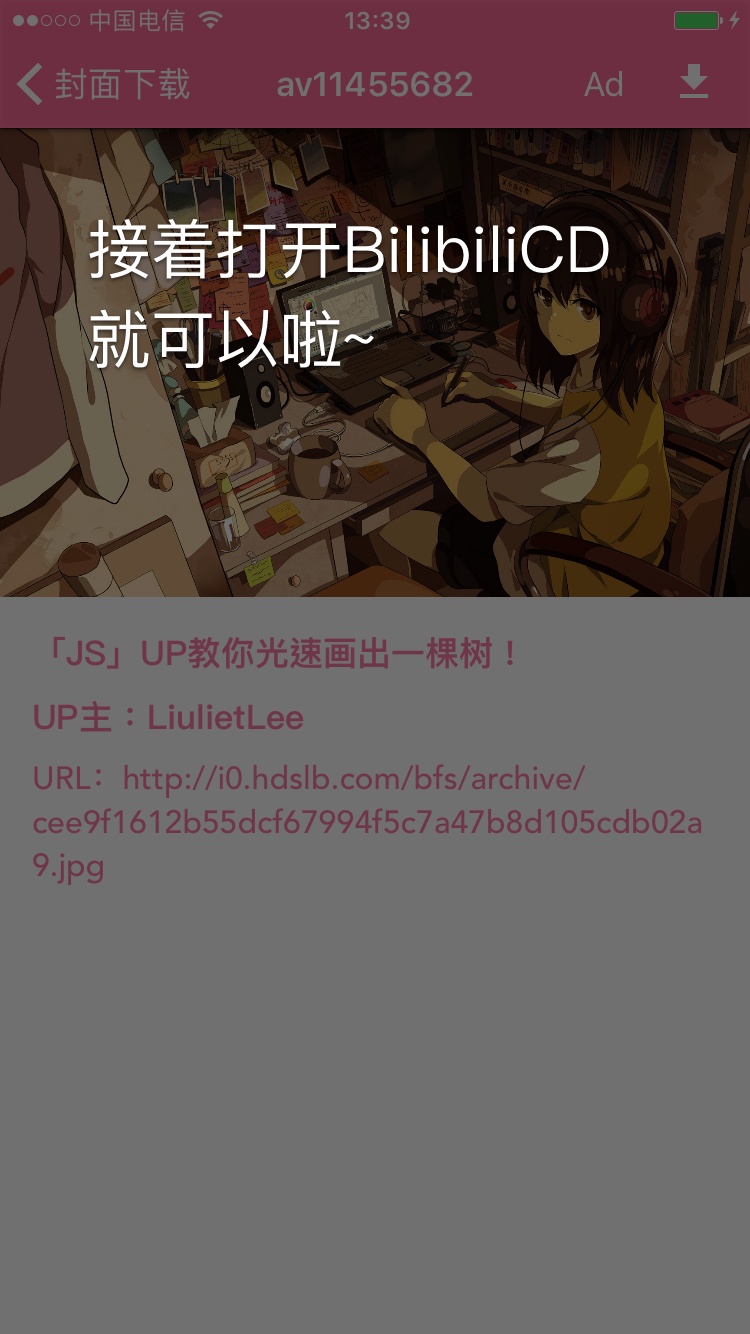 中国电信
13:39
封面下载
av11455682
Ad
接着打开BilibiliCD
就可以啦~
「JS」UP教你光速画出一棵树！
UP主：LiulietLee
URL：http://i0.hdslb.com/bfs/archive/
cee9f1612b55dcf67994f5c7a47b8d105cdb02a
9.jpg